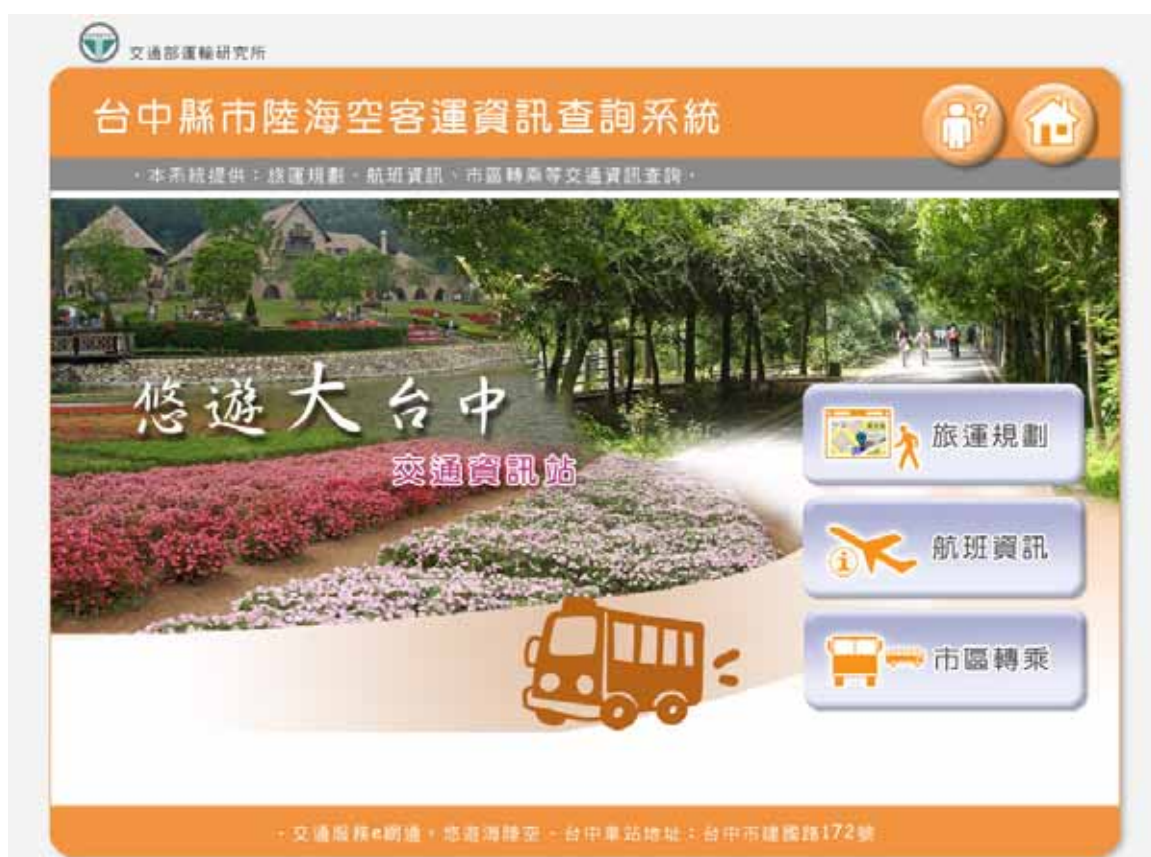 交通部運輸研究所
台中縣市陸海空客運資訊查詢系統
?
・本系統提供：旅運規劃、航班資訊、市區轉乘等交通資訊查詢・
悠遊大台中
交通資訊站
旅運規劃
i
航班資訊
市區轉乘
・交通服務e網通・悠遊海陸空・台中車站地址：台中市建國路172號